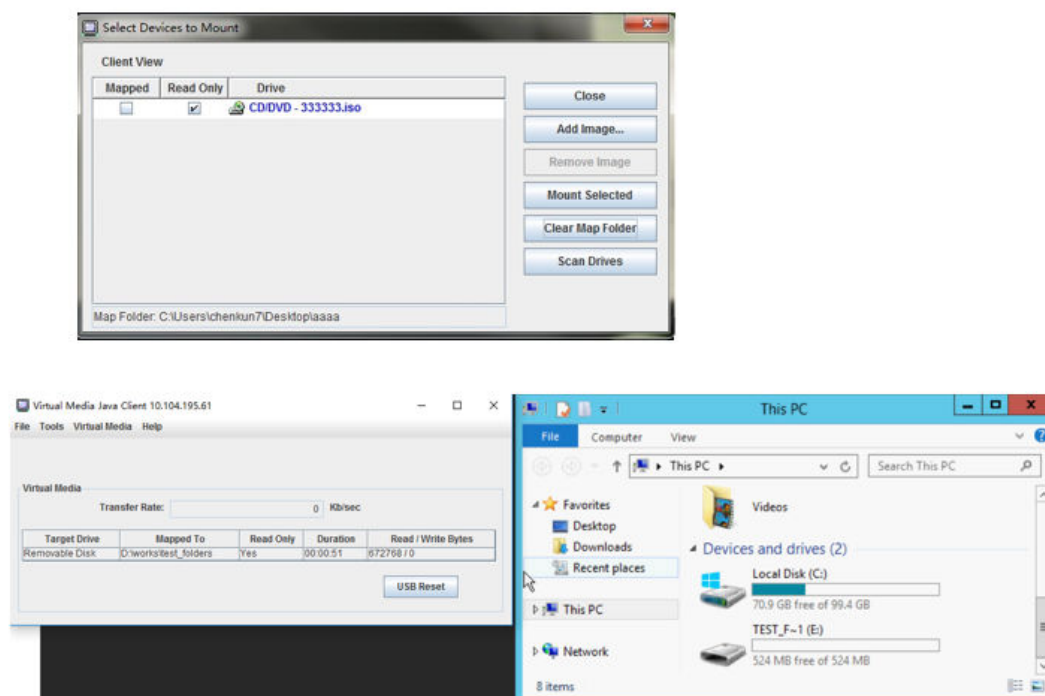 Select Devices to Mount
Client View
Mapped Read Only Drive
CD/DVD - 333333.iso
Close
Add Image...
Remove Image
Mount Selected
Clear Map Folder
Scan Drives
Map Folder: C:\Users\chenkun7\Desktop\aaaa
Virtual Media Java Client 10.104.195.61
File Tools Virtual Media Help
Virtual Media
Transfer Rate: 0 Kb/sec
Target Drive Mapped To Read Only Duration Read / Write Bytes
Removable Disk D:\works\test_folders Yes 00:00:51 672768 / 0
USB Reset
This PC
File Computer View
This PC
Search This PC
Favorites
Desktop
Downloads
Recent places
This PC
Network
Videos
Devices and drives (2)
Local Disk (C:)
70.9 GB free of 99.4 GB
TEST_F~1 (E:)
524 MB free of 524 MB
8 items